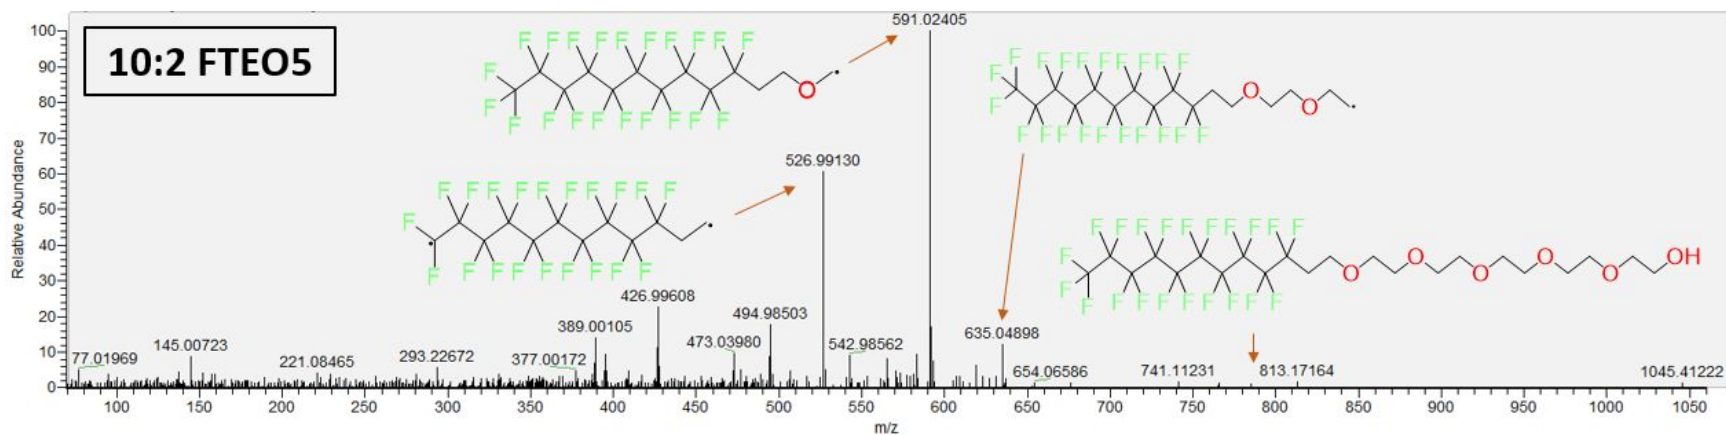 10:2 FTEO5
Relative Abundance
100
90
80
70
60
50
40
30
20
10
0
591.02405
526.99130
426.99608
389.00105
494.98503
635.04898
77.01969
145.00723
221.08465
293.22672
377.00172
473.03980
542.98562
654.06586
741.11231
813.17164
1045.41222
F F F F F
F
F
F
F F F F F
O
F
F F F F
F
F
F F F F F F F
O
O
F F F F F
F
F
F F F F F
F F F F F
F
F
F F F F
O
O
O
O
O
OH
100 150 200 250 300 350 400 450 500 550 600 650 700 750 800 850 900 950 1000 1050
m/z